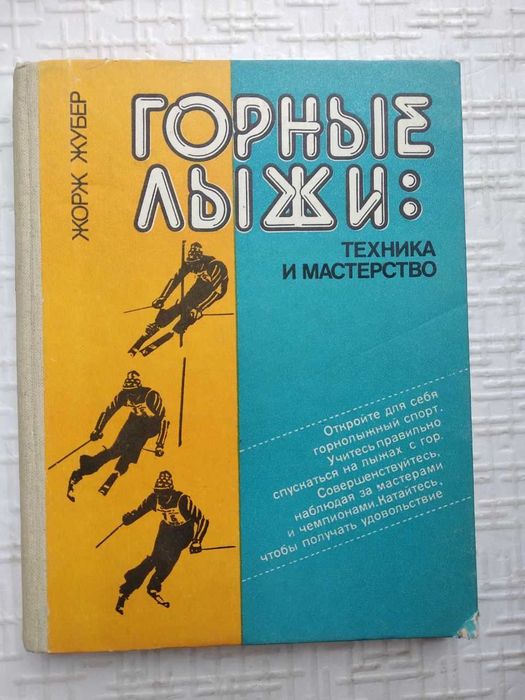 ЖОРЖ ЖУБЕР
ГОРНЫЕ
ЛЫЖИ:
ТЕХНИКА
И МАСТЕРСТВО
Откройте для себя
горнолыжный спорт.
Учитесь правильно
спускаться на лыжах с гор.
Совершенствуйтесь,
наблюдая за мастерами
и чемпионами. Катайтесь,
чтобы получать удовольствие